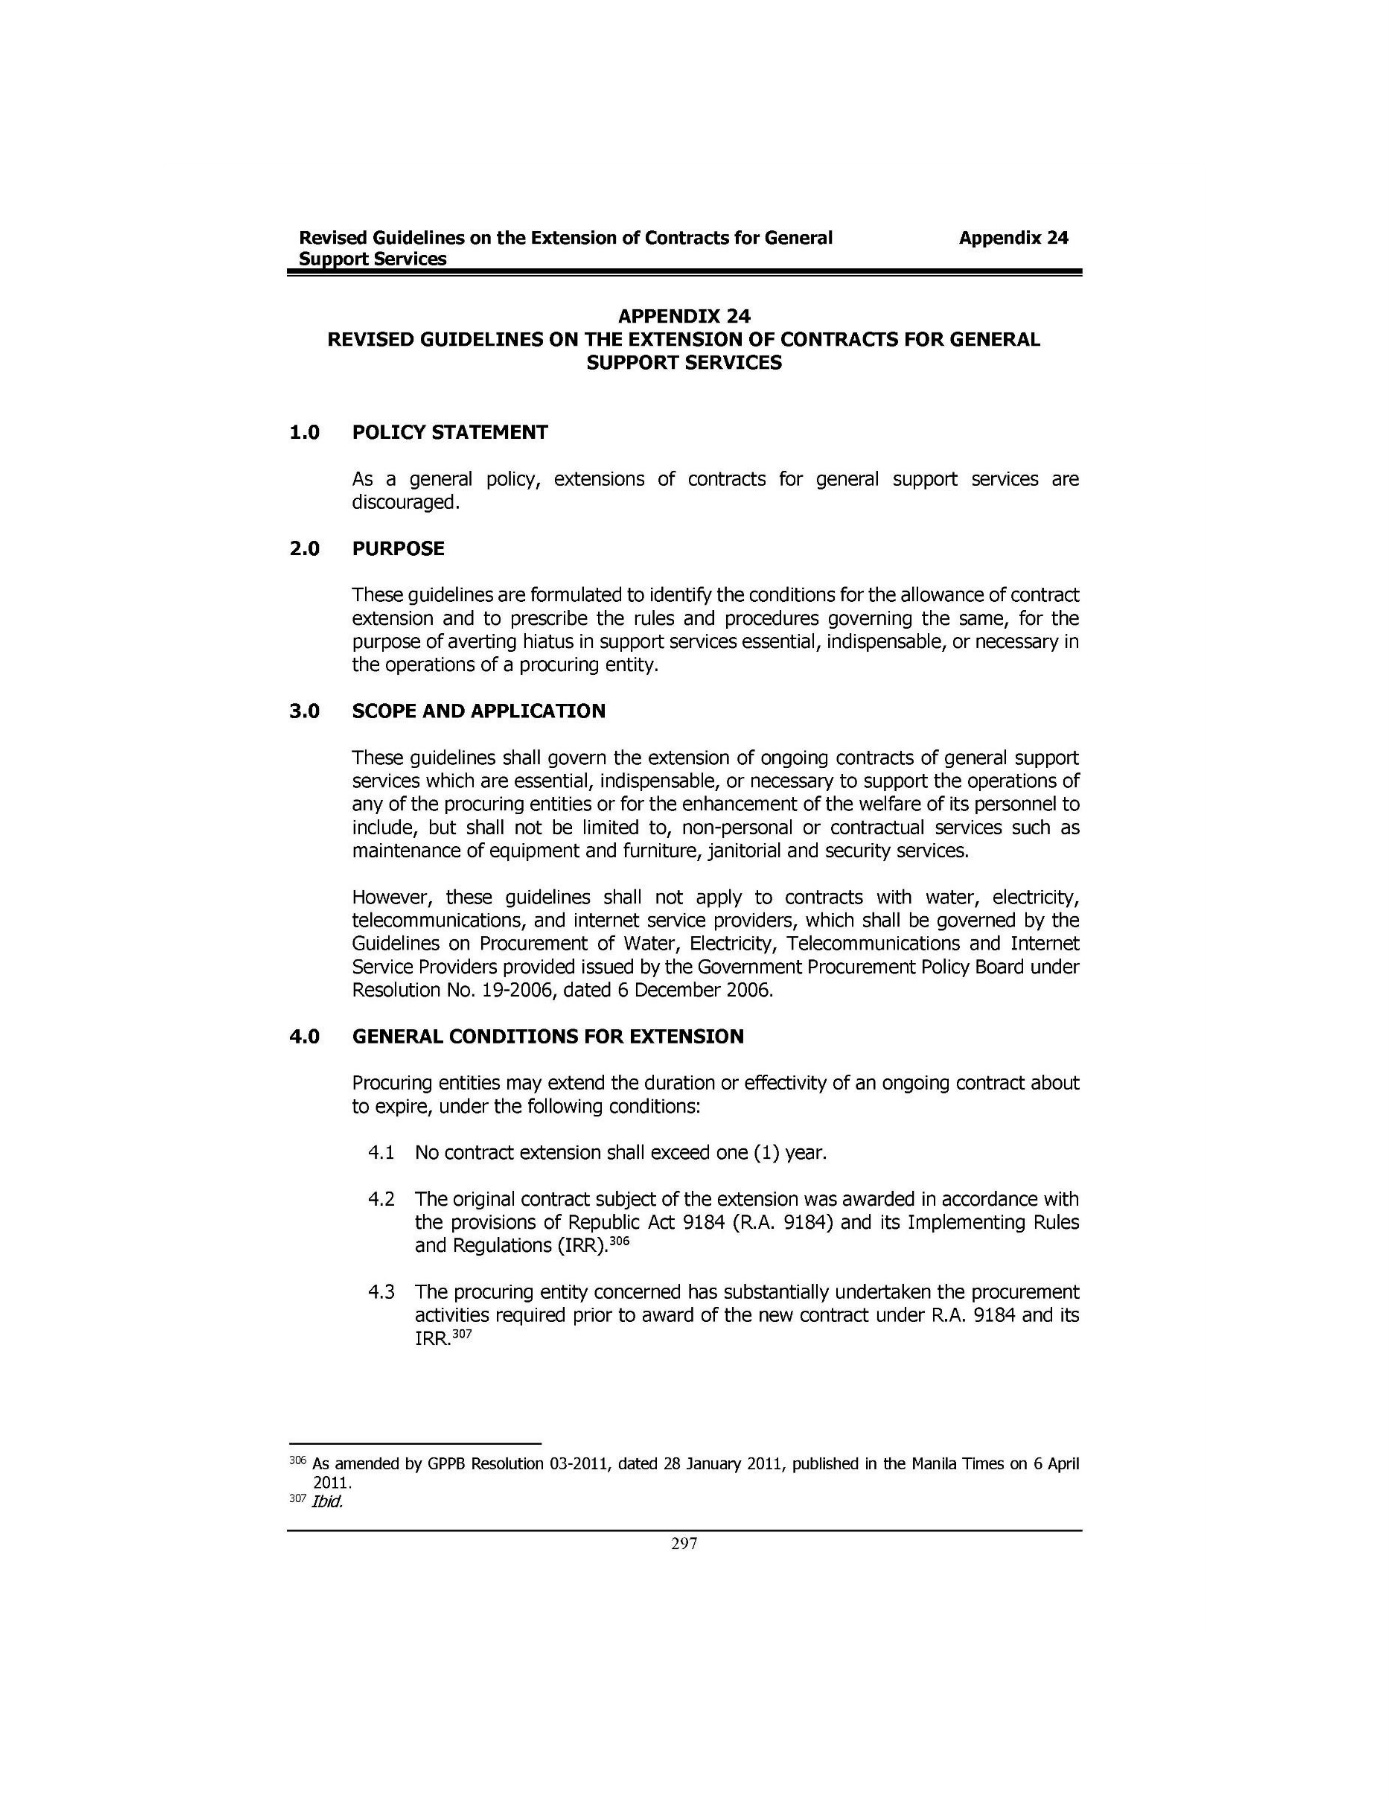 Revised Guidelines on the Extension of Contracts for General Appendix 24
Support Services
APPENDIX 24
REVISED GUIDELINES ON THE EXTENSION OF CONTRACTS FOR GENERAL
SUPPORT SERVICES
1.0 POLICY STATEMENT
As a general policy, extensions of contracts for general support services are
discouraged.
2.0 PURPOSE
These guidelines are formulated to identify the conditions for the allowance of contract
extension and to prescribe the rules and procedures governing the same, for the
purpose of averting hiatus in support services essential, indispensable, or necessary in
the operations of a procuring entity.
3.0 SCOPE AND APPLICATION
These guidelines shall govern the extension of ongoing contracts of general support
services which are essential, indispensable, or necessary to support the operations of
any of the procuring entities or for the enhancement of the welfare of its personnel to
include, but shall not be limited to, non-personal or contractual services such as
maintenance of equipment and furniture, janitorial and security services.
However, these guidelines shall not apply to contracts with water, electricity,
telecommunications, and internet service providers, which shall be governed by the
Guidelines on Procurement of Water, Electricity, Telecommunications and Internet
Service Providers provided issued by the Government Procurement Policy Board under
Resolution No. 19-2006, dated 6 December 2006.
4.0 GENERAL CONDITIONS FOR EXTENSION
Procuring entities may extend the duration or effectivity of an ongoing contract about
to expire, under the following conditions:
4.1 No contract extension shall exceed one (1) year.
4.2 The original contract subject of the extension was awarded in accordance with
the provisions of Republic Act 9184 (R.A. 9184) and its Implementing Rules
and Regulations (IRR).306
4.3 The procuring entity concerned has substantially undertaken the procurement
activities required prior to award of the new contract under R.A. 9184 and its
IRR.307
306 As amended by GPPB Resolution 03-2011, dated 28 January 2011, published in the Manila Times on 6 April
2011.
307 Ibid.
297